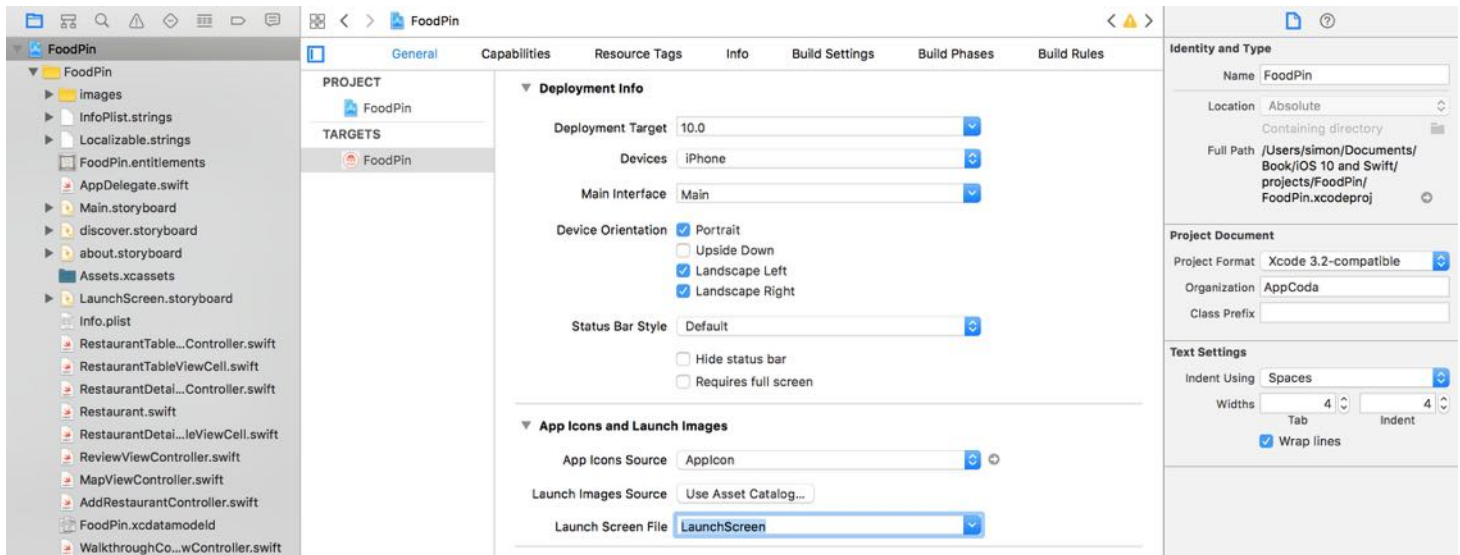 FoodPin
FoodPin
images
InfoPlist.strings
Localizable.strings
FoodPin.entitlements
AppDelegate.swift
Main.storyboard
discover.storyboard
about.storyboard
Assets.xcassets
LaunchScreen.storyboard
Info.plist
RestaurantTable...Controller.swift
RestaurantTableViewCell.swift
RestaurantDetai...Controller.swift
Restaurant.swift
RestaurantDetai...leViewCell.swift
ReviewViewController.swift
MapViewController.swift
AddRestaurantController.swift
FoodPin.xcdatamodeld
WalkthroughCo...wController.swift
FoodPin
General Capabilities Resource Tags Info Build Settings Build Phases Build Rules
PROJECT
FoodPin
TARGETS
FoodPin
Deployment Info
Deployment Target 10.0
Devices iPhone
Main Interface Main
Device Orientation Portrait
Upside Down
Landscape Left
Landscape Right
Status Bar Style Default
Hide status bar
Requires full screen
App Icons and Launch Images
App Icons Source AppIcon
Launch Images Source Use Asset Catalog...
Launch Screen File LaunchScreen
Identity and Type
Name FoodPin
Location Absolute
Containing directory
Full Path /Users/simon/Documents/
Book/iOS 10 and Swift/
projects/FoodPin/
FoodPin.xcodeproj
Project Document
Project Format Xcode 3.2-compatible
Organization AppCoda
Class Prefix
Text Settings
Indent Using Spaces
Widths 4 4
Tab Indent
Wrap lines